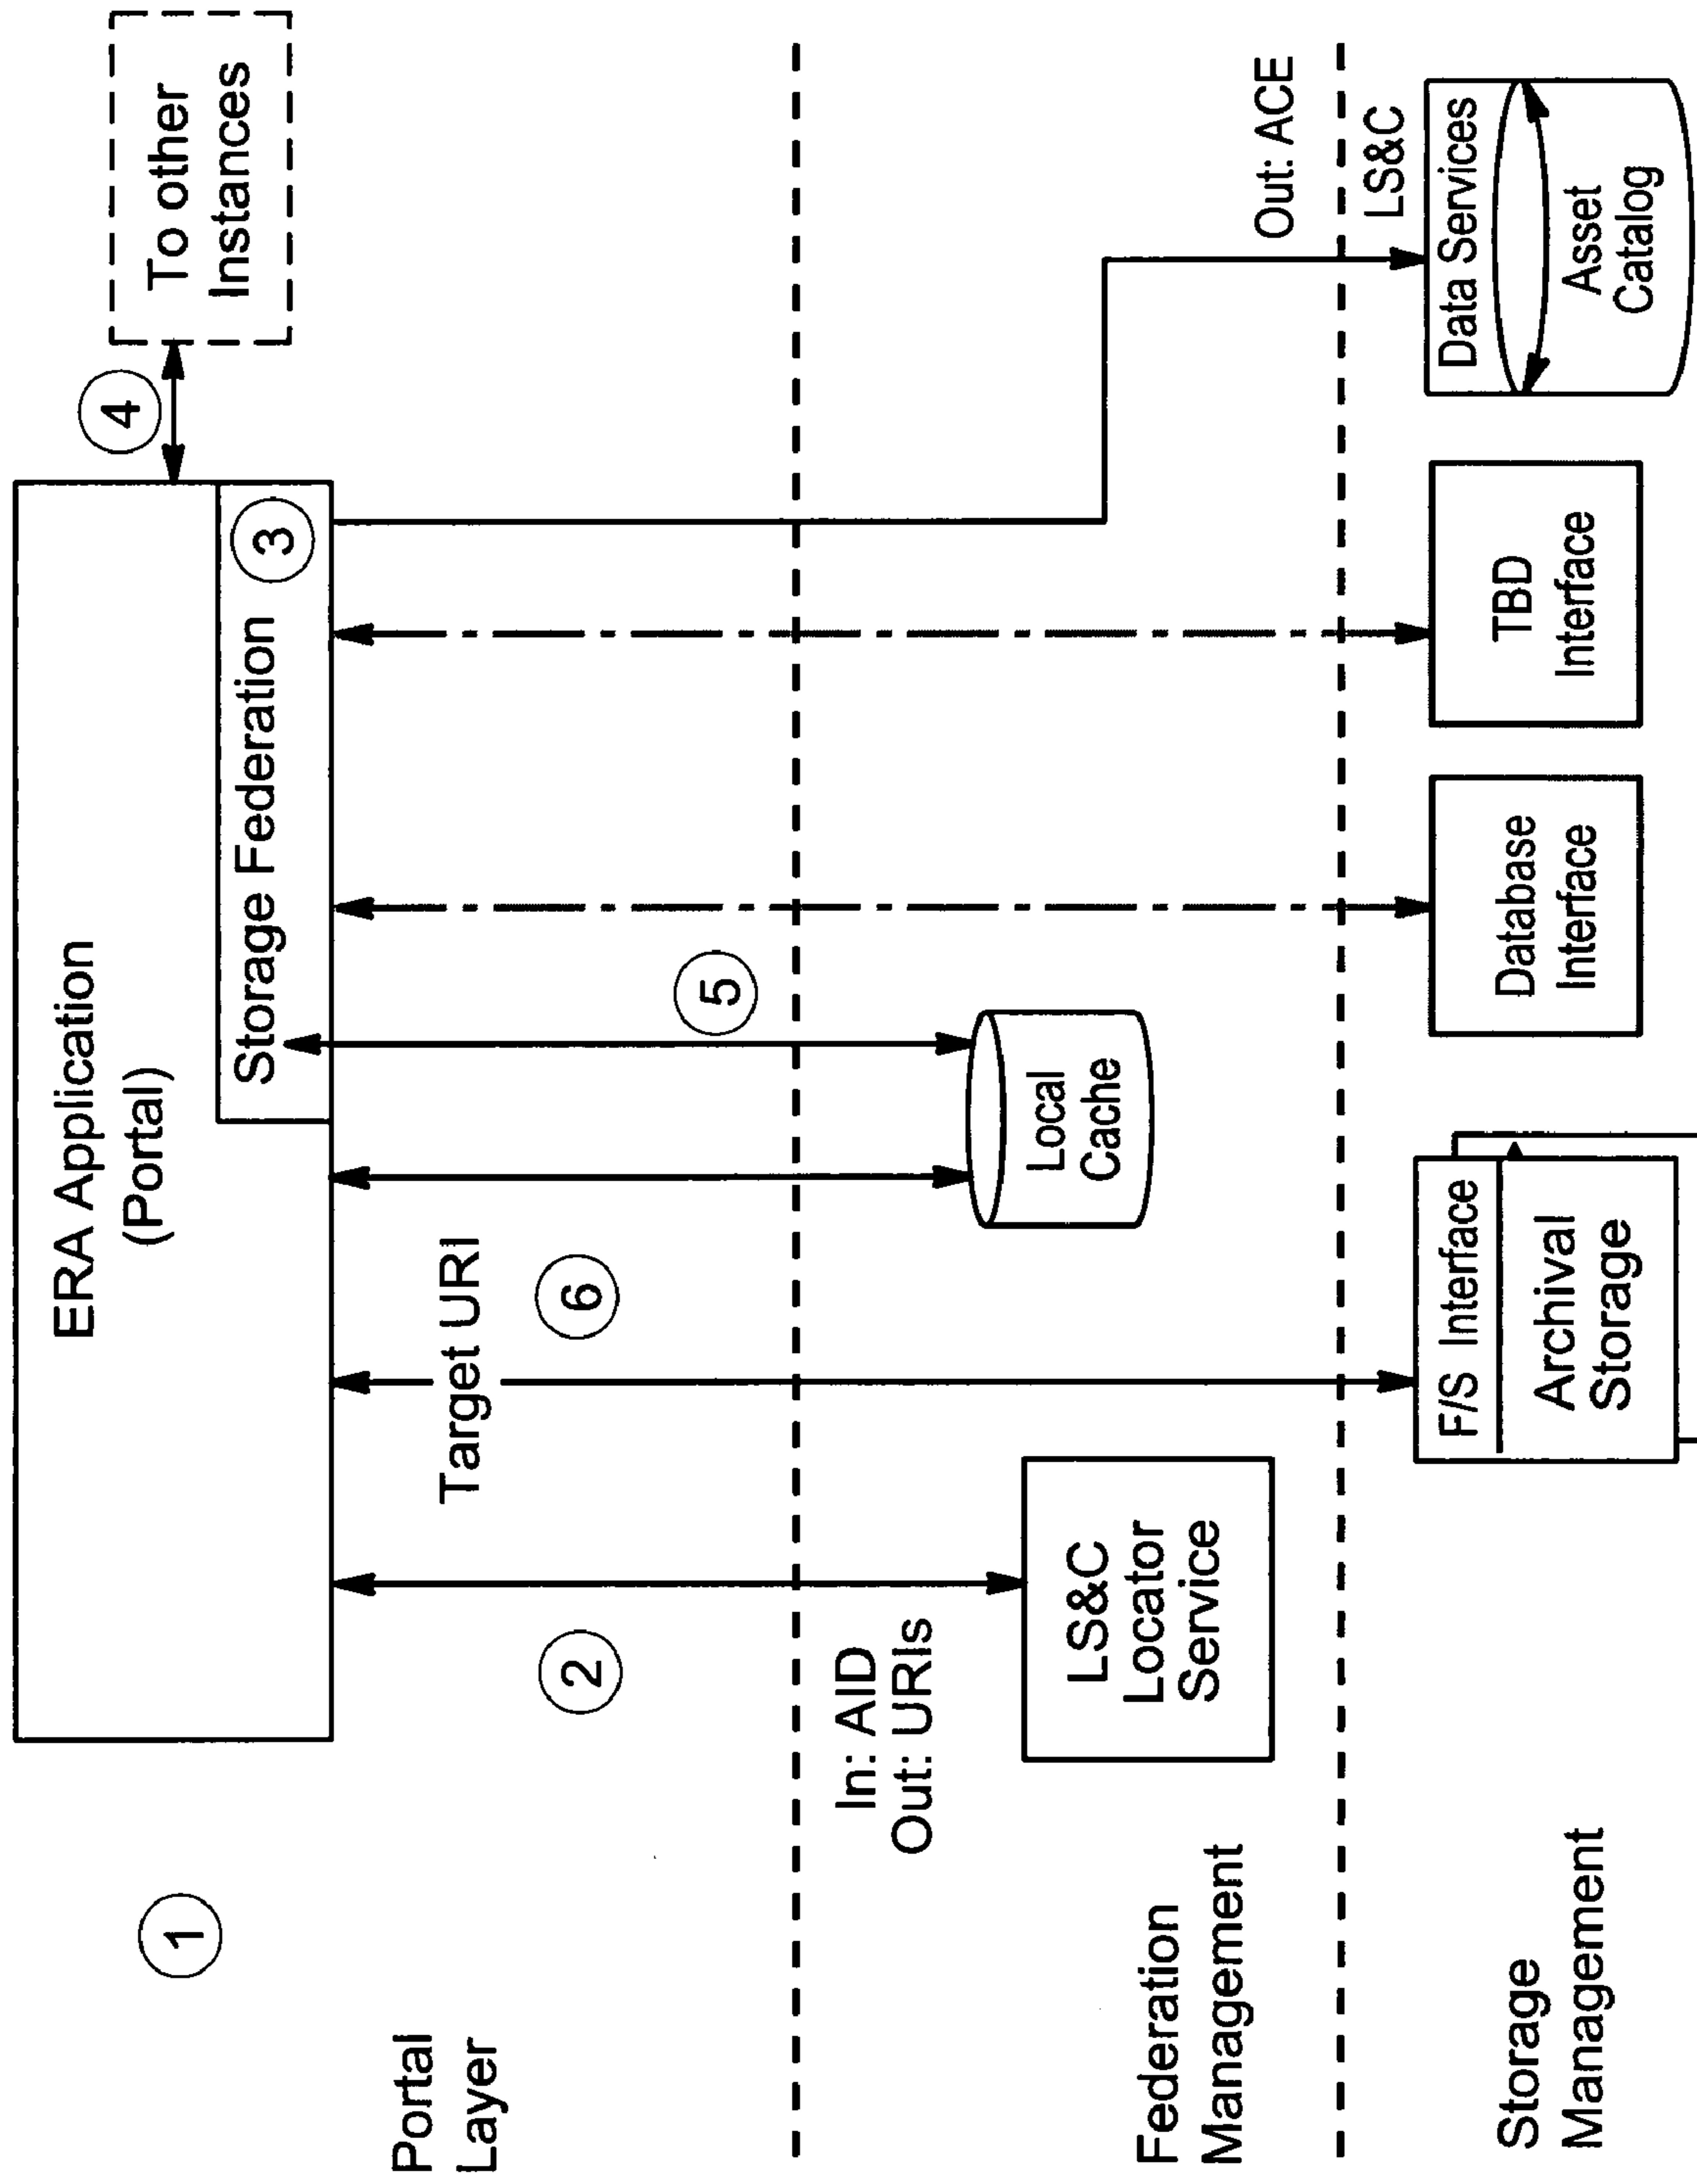 1
ERA Application
(Portal)
Storage Federation
3
4
To other
Instances
Portal
Layer
2
Target URI
6
5
In: AID
Out: URIs
LS&C
Locator
Service
Local
Cache
Out: ACE
Federation
Management
LS&C
Storage
Management
F/S Interface
Archival
Storage
Database
Interface
TBD
Interface
Data Services
Asset
Catalog